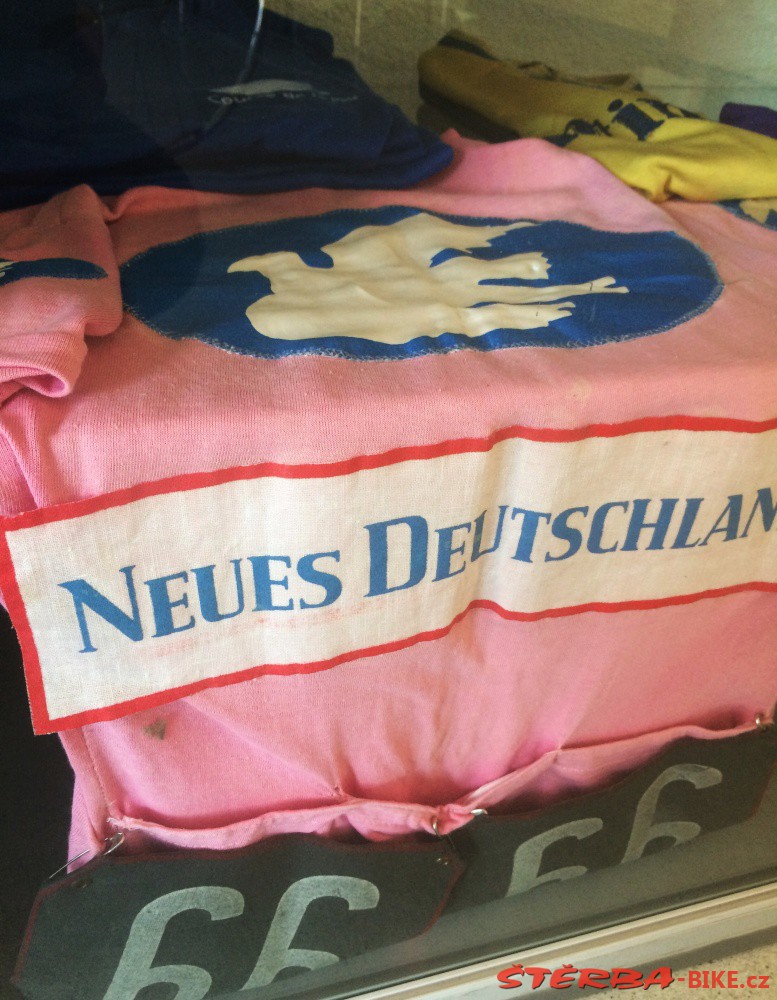 NEUES DEUTSCHLAN
66
66
ŠTĚRBA-BIKE.cz